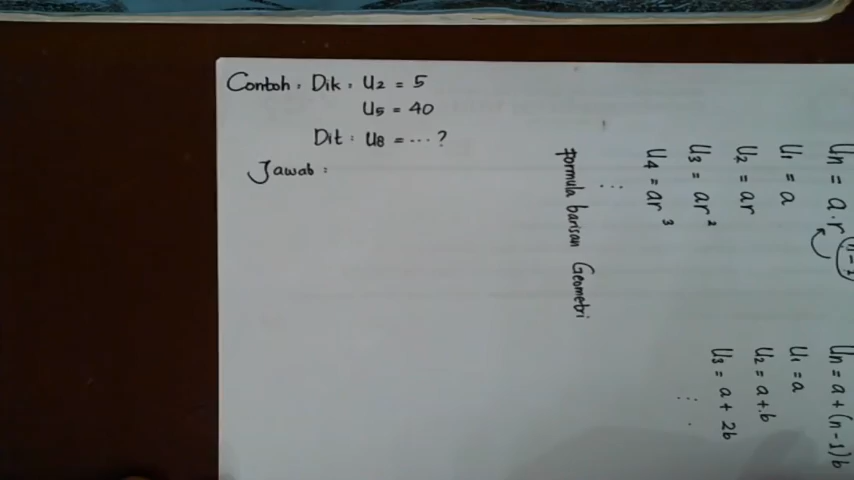 Contoh : Dik : U2 = 5
U5 = 40
Dit : U8 = ... ?
Jawab :
Un = a . r (n-1)
U1 = a
U2 = ar
U3 = ar²
U4 = ar³
⋮
formula barisan Geometri
Un = a + (n-1)b
U1 = a
U2 = a+b
U3 = a + 2b
⋮